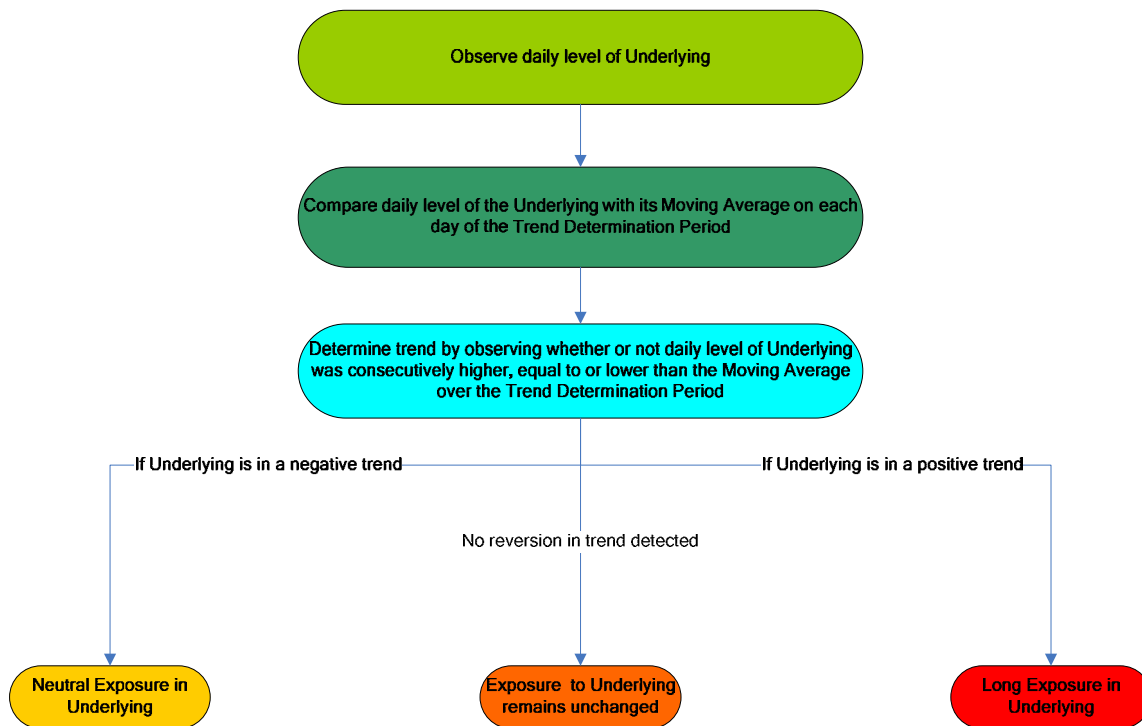 Observe daily level of Underlying
Compare daily level of the Underlying with its Moving Average on each
day of the Trend Determination Period
Determine trend by observing whether or not daily level of Underlying
was consecutively higher, equal to or lower than the Moving Average
over the Trend Determination Period
If Underlying is in a negative trend
If Underlying is in a positive trend
No reversion in trend detected
Neutral Exposure in
Underlying
Exposure to Underlying
remains unchanged
Long Exposure in
Underlying